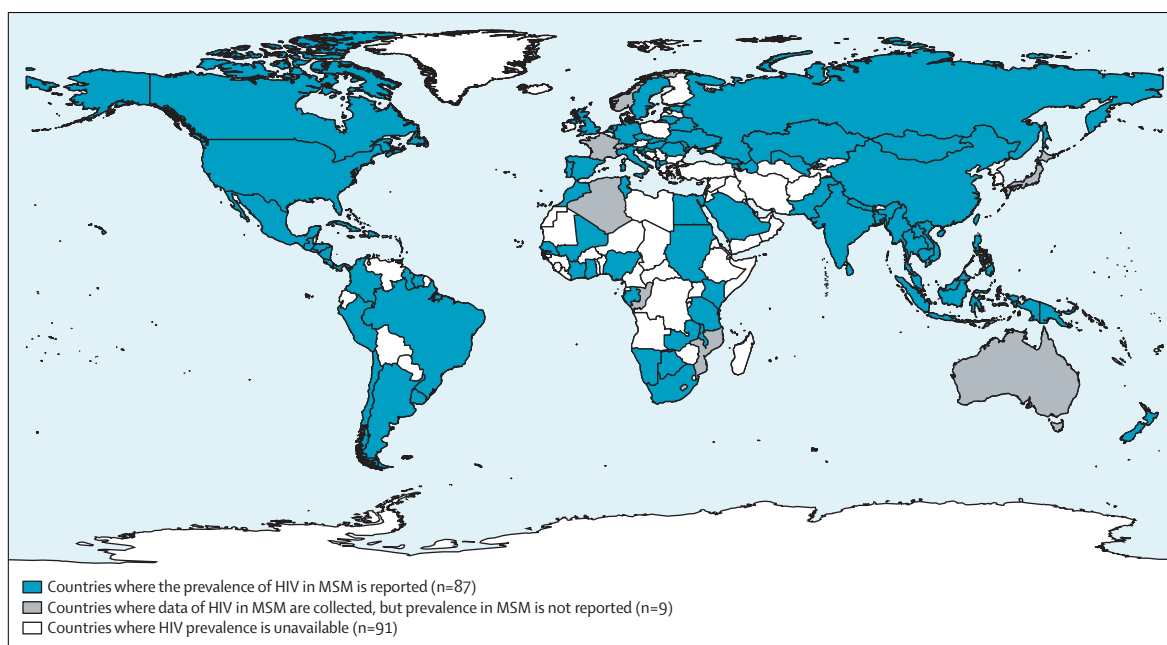 Countries where the prevalence of HIV in MSM is reported (n=87)
Countries where data of HIV in MSM are collected, but prevalence in MSM is not reported (n=9)
Countries where HIV prevalence is unavailable (n=91)